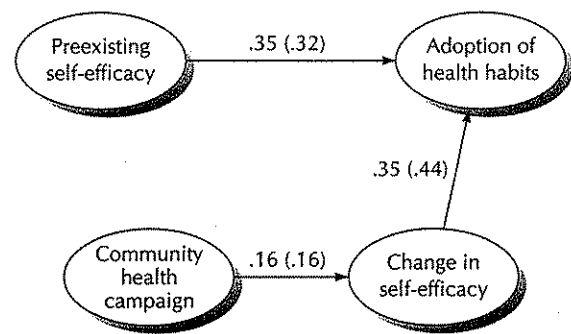 Preexisting
self-efficacy
.35 (.32)
Adoption of
health habits
.35 (.44)
Community
health
campaign
.16 (.16)
Change in
self-efficacy